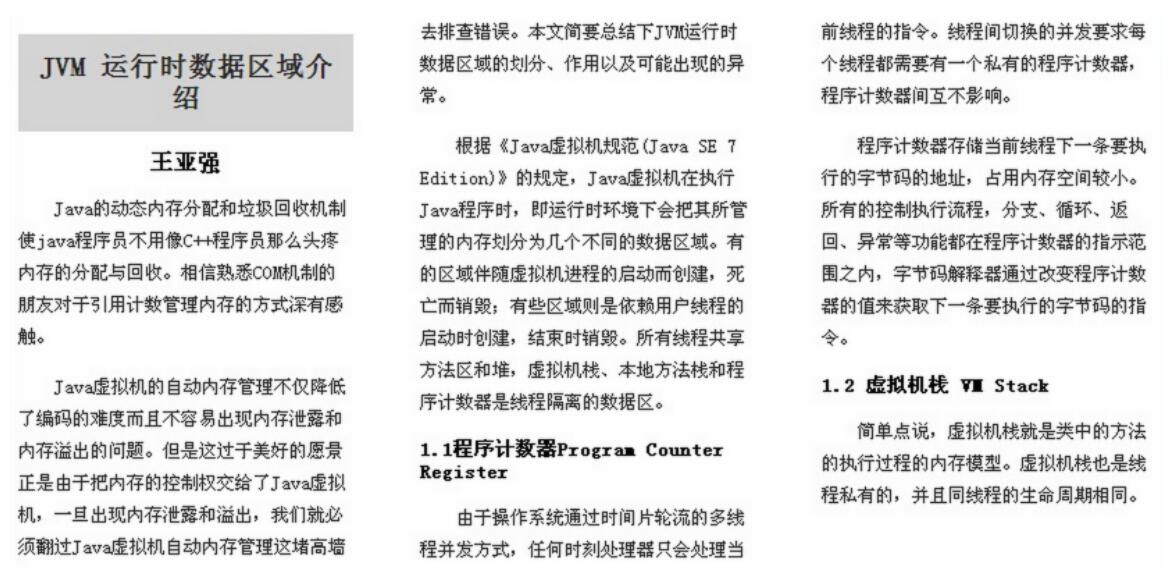 JVM 运行时数据区域介
绍
王亚强
Java的动态内存分配和垃圾回收机制
使java程序员不用像C++程序员那么头疼
内存的分配与回收。相信熟悉COM机制的
朋友对于引用计数管理内存的方式深有感
触。
Java虚拟机的自动内存管理不仅降低
了编码的难度而且不容易出现内存泄露和
内存溢出的问题。但是这过于美好的愿景
正是由于把内存的控制权交给了Java虚拟
机，一旦出现内存泄露和溢出，我们就必
须翻过Java虚拟机自动内存管理这堵高墙
去排查错误。本文简要总结下JVM运行时
数据区域的划分、作用以及可能出现的异
常。
根据《Java虚拟机规范(Java SE 7
Edition)》的规定，Java虚拟机在执行
Java程序时，即运行时环境下会把其所管
理的内存划分为几个不同的数据区域。有
的区域伴随虚拟机进程的启动而创建，死
亡而销毁；有些区域则是依赖用户线程的
启动时创建，结束时销毁。所有线程共享
方法区和堆，虚拟机栈、本地方法栈和程
序计数器是线程隔离的数据区。
1.1程序计数器Program Counter
Register
由于操作系统通过时间片轮流的多线
程并发方式，任何时刻处理器只会处理当
前线程的指令。线程间切换的并发要求每
个线程都需要有一个私有的程序计数器，
程序计数器间互不影响。
程序计数器存储当前线程下一条要执
行的字节码的地址，占用内存空间较小。
所有的控制执行流程，分支、循环、返
回、异常等功能都在程序计数器的指示范
围之内，字节码解释器通过改变程序计数
器的值来获取下一条要执行的字节码的指
令。
1.2 虚拟机栈 VM Stack
简单点说，虚拟机栈就是类中的方法
的执行过程的内存模型。虚拟机栈也是线
程私有的，并且同线程的生命周期相同。